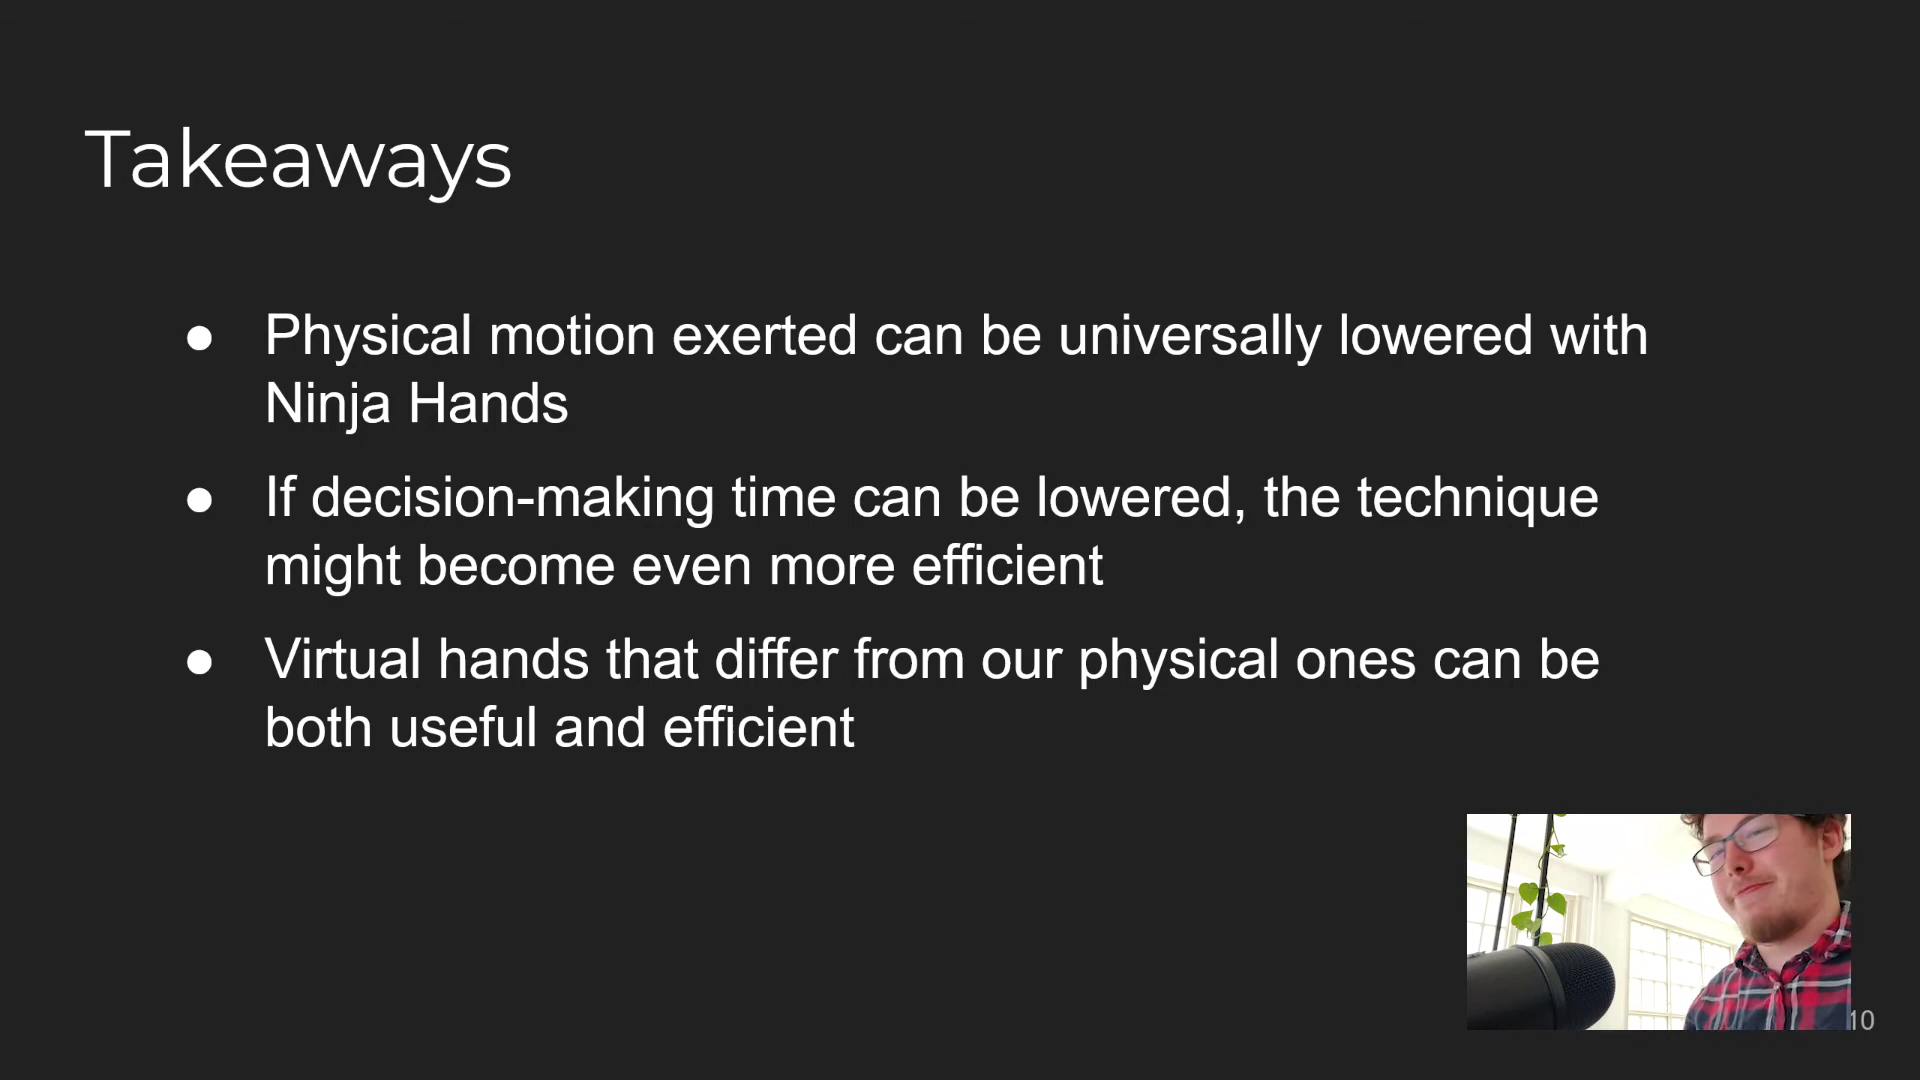 Takeaways
● Physical motion exerted can be universally lowered with
Ninja Hands
● If decision-making time can be lowered, the technique
might become even more efficient
● Virtual hands that differ from our physical ones can be
both useful and efficient
10